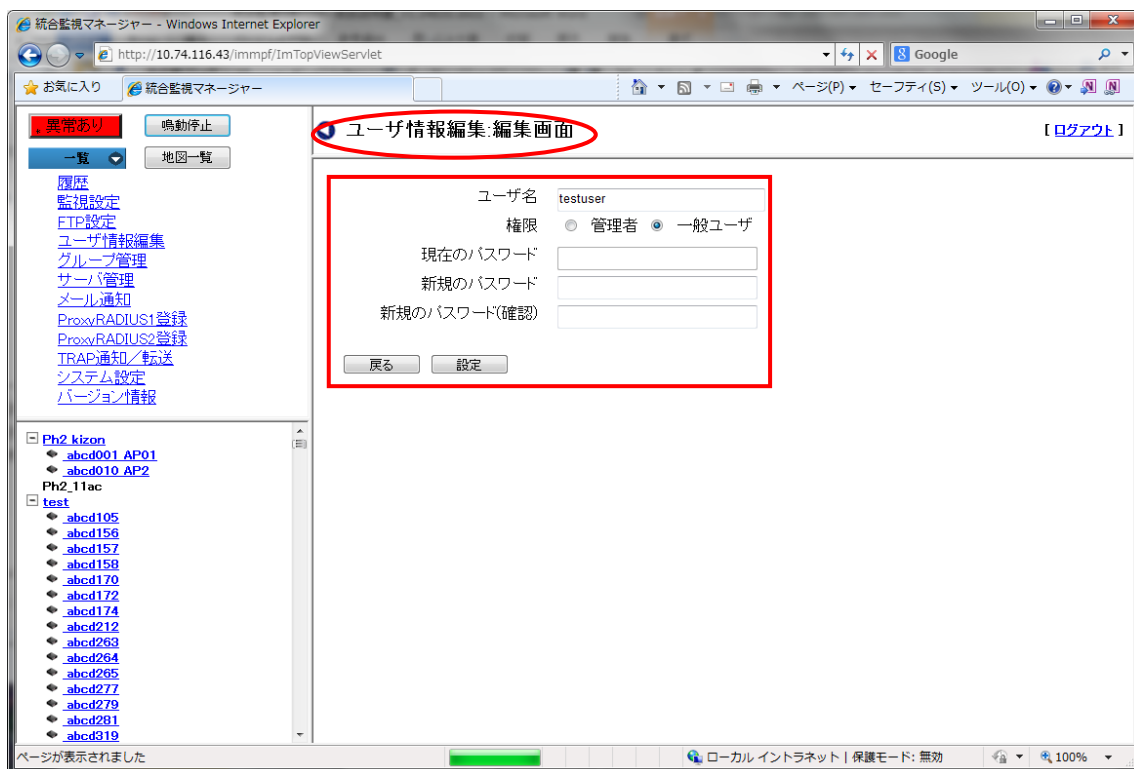 統合監視マネージャー - Windows Internet Explorer
http://10.74.116.43/immpf/ImTopViewServlet
Google
お気に入り
統合監視マネージャー
ページ(P)
セーフティ(S)
ツール(O)
異常あり
鳴動停止
一覧
地図一覧
履歴
監視設定
FTP設定
ユーザ情報編集
グループ管理
サーバ管理
メール通知
ProxyRADIUS1登録
ProxyRADIUS2登録
TRAP通知／転送
システム設定
バージョン情報
Ph2 kizon
abcd001 AP01
abcd010 AP2
Ph2_11ac
test
abcd105
abcd156
abcd157
abcd158
abcd170
abcd172
abcd174
abcd212
abcd263
abcd264
abcd265
abcd277
abcd279
abcd281
abcd319
ユーザ情報編集:編集画面
[ ログアウト ]
ユーザ名 testuser
権限 管理者 一般ユーザ
現在のパスワード
新規のパスワード
新規のパスワード(確認)
戻る 設定
ページが表示されました
ローカル イントラネット | 保護モード: 無効
100%